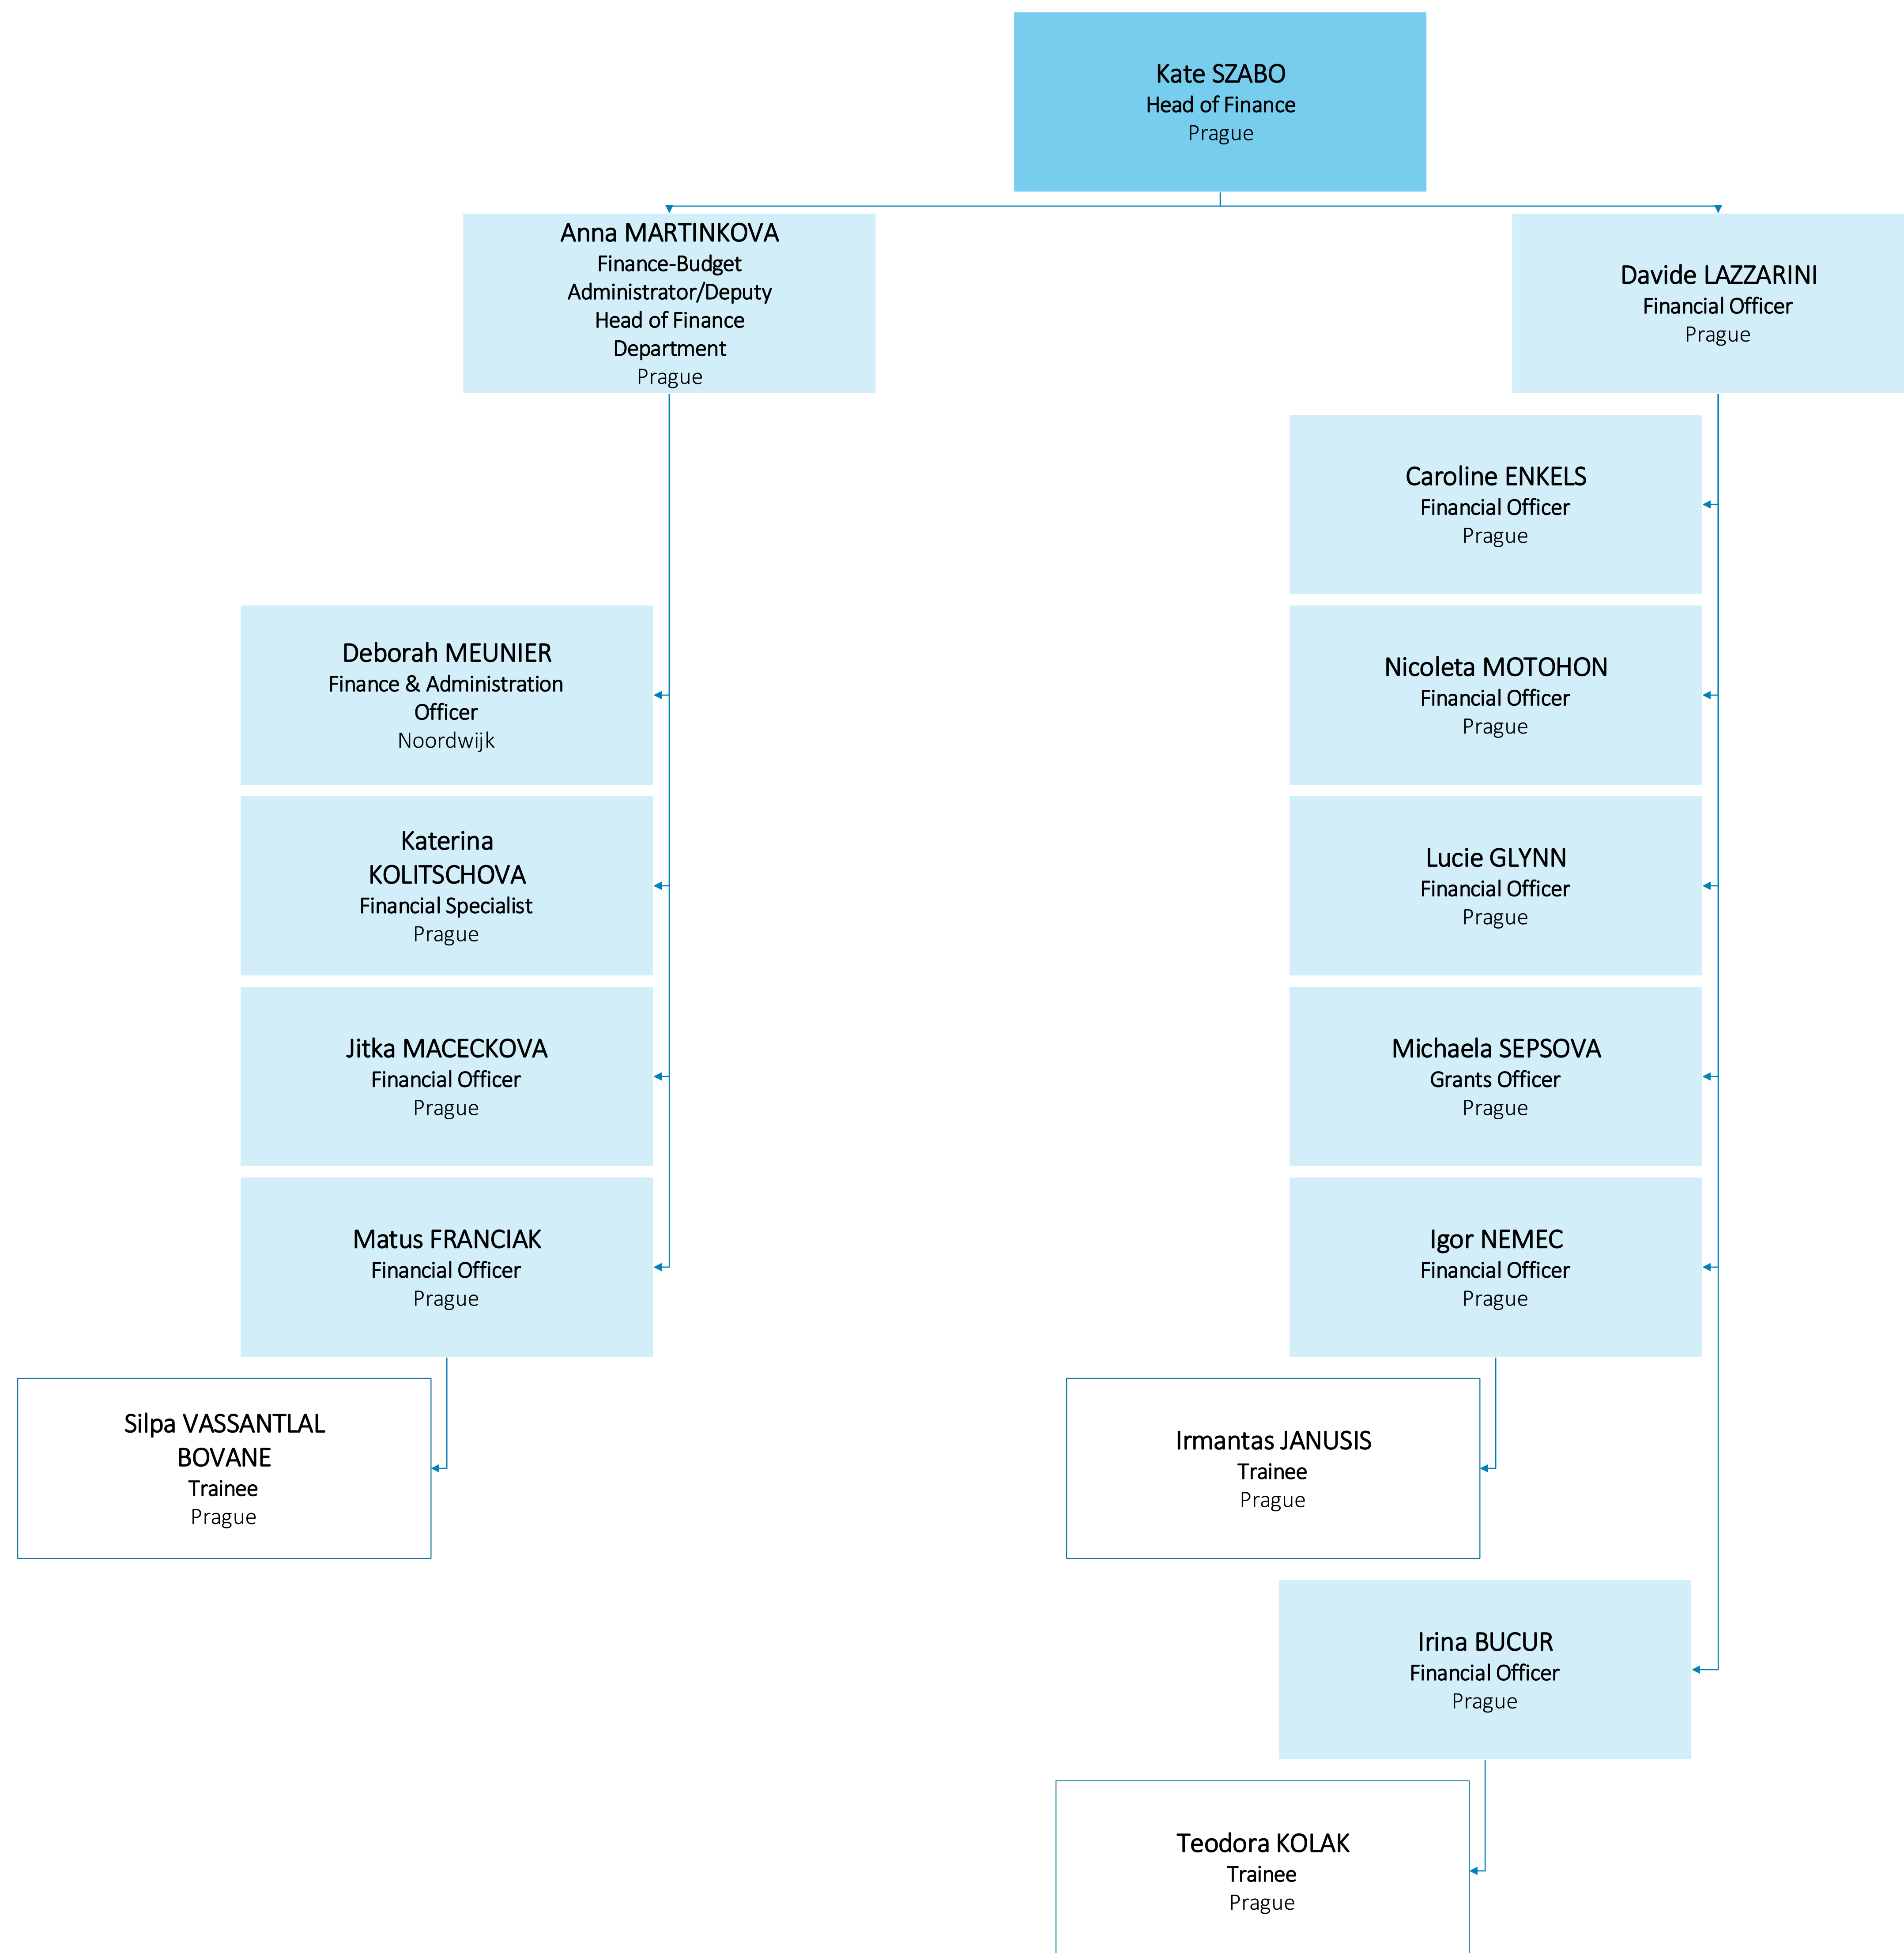 Kate SZABO
Head of Finance
Prague
Anna MARTINKOVA
Finance-Budget
Administrator/Deputy
Head of Finance
Department
Prague
Davide LAZZARINI
Financial Officer
Prague
Caroline ENKELS
Financial Officer
Prague
Deborah MEUNIER
Finance & Administration
Officer
Noordwijk
Nicoleta MOTOHON
Financial Officer
Prague
Katerina
KOLITSCHOVA
Financial Specialist
Prague
Lucie GLYNN
Financial Officer
Prague
Jitka MACECKOVA
Financial Officer
Prague
Michaela SEPSOVA
Grants Officer
Prague
Matus FRANCIAK
Financial Officer
Prague
Igor NEMEC
Financial Officer
Prague
Silpa VASSANTLAL
BOVANE
Trainee
Prague
Irmantas JANUSIS
Trainee
Prague
Irina BUCUR
Financial Officer
Prague
Teodora KOLAK
Trainee
Prague